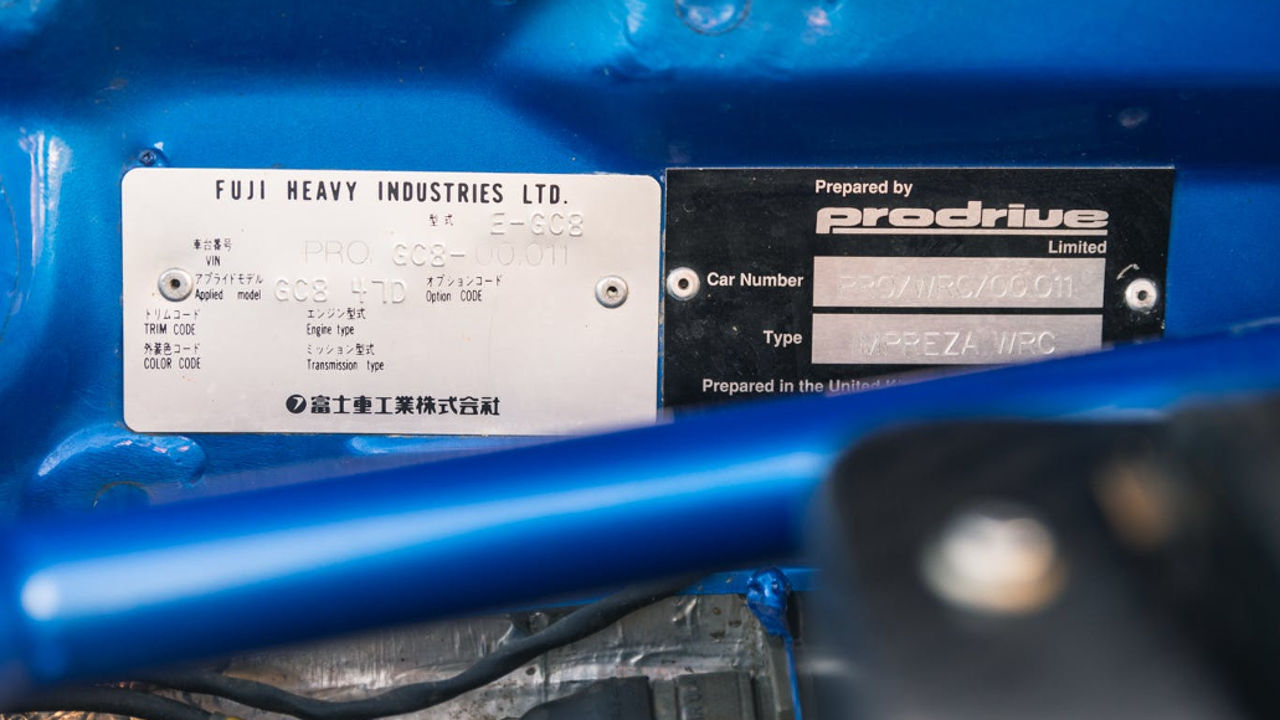 FUJI HEAVY INDUSTRIES LTD.
型式 E-GC8
車台番号
VIN
PRO. GC8-00.011
アプライドモデル
Applied model
GC8 47D
オプションコード
Option CODE
トリムコード
TRIM CODE
エンジン型式
Engine type
外装色コード
COLOR CODE
ミッション型式
Transmission type
富士重工業株式会社
Prepared by
prodrive
Limited
Car Number PRO/WRC/00.011
Type IMPREZA WRC
Prepared in the United